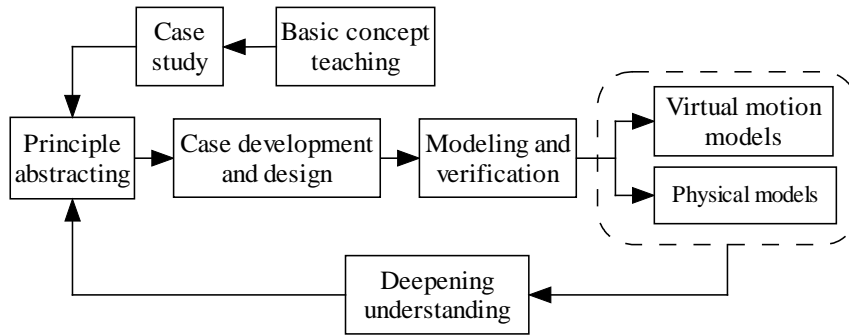 Case
study
Basic concept
teaching
Principle
abstracting
Case development
and design
Modeling and
verification
Virtual motion
models
Physical models
Deepening
understanding